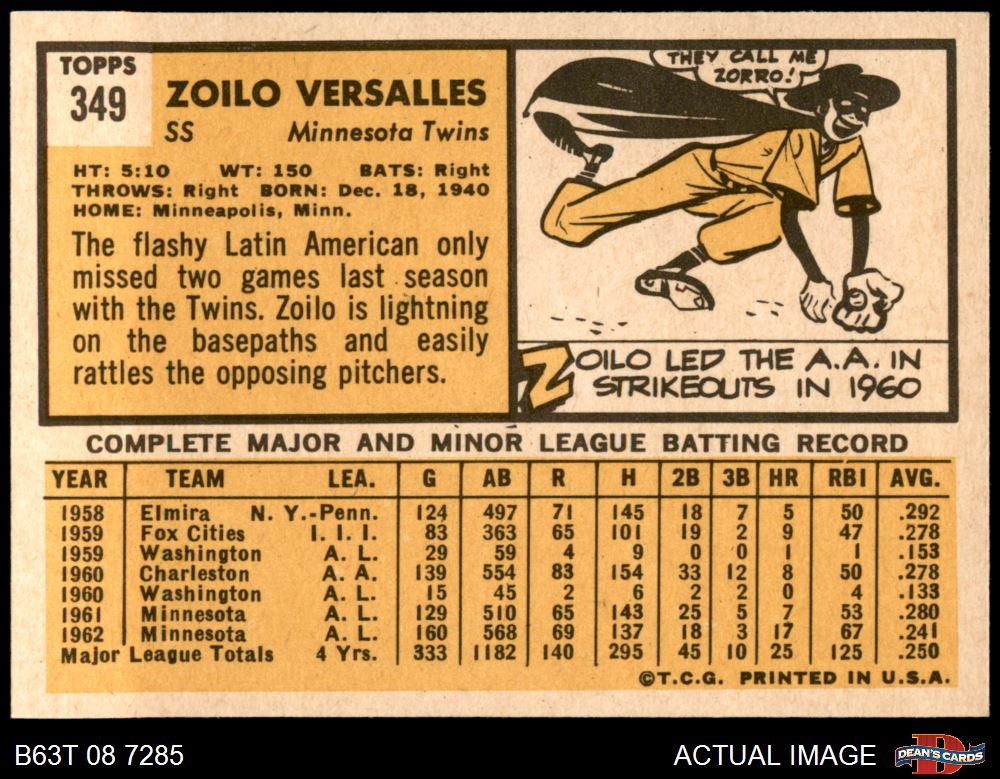 TOPPS
349
ZOILO VERSALLES
SS Minnesota Twins
HT: 5:10 WT: 150 BATS: Right
THROWS: Right BORN: Dec. 18, 1940
HOME: Minneapolis, Minn.
The flashy Latin American only
missed two games last season
with the Twins. Zoilo is lightning
on the basepaths and easily
rattles the opposing pitchers.
THEY CALL ME
ZORRO!
ZOILO LED THE A.A. IN
STRIKEOUTS IN 1960
COMPLETE MAJOR AND MINOR LEAGUE BATTING RECORD
YEAR TEAM LEA. G AB R H 2B 3B HR RBI AVG.
1958 Elmira N. Y.-Penn. 124 497 71 145 18 7 5 50 .292
1959 Fox Cities I. I. I. 83 363 65 101 19 2 9 47 .278
1959 Washington A. L. 29 59 4 9 0 0 1 1 .153
1960 Charleston A. A. 139 554 83 154 33 12 8 50 .278
1960 Washington A. L. 15 45 2 6 2 2 0 4 .133
1961 Minnesota A. L. 129 510 65 143 25 5 7 53 .280
1962 Minnesota A. L. 160 568 69 137 18 3 17 67 .241
Major League Totals 4 Yrs. 333 1182 140 295 45 10 25 125 .250
©T.C.G. PRINTED IN U.S.A.
B63T 08 7285 ACTUAL IMAGE D DEAN'S CARDS